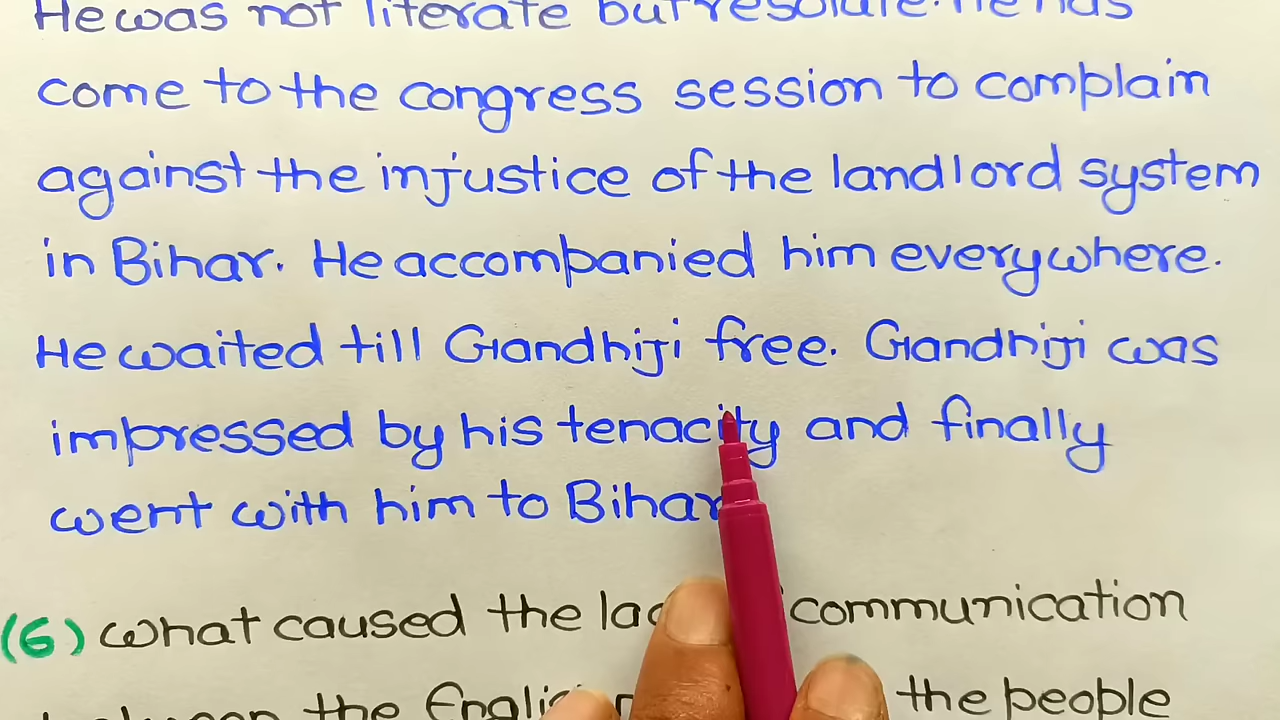 He was not literate but resolute. He has
come to the congress session to complain
against the injustice of the landlord system
in Bihar. He accompanied him everywhere.
He waited till Gandhiji free. Gandhiji was
impressed by his tenacity and finally
went with him to Bihar
(6) what caused the communication
between the the people